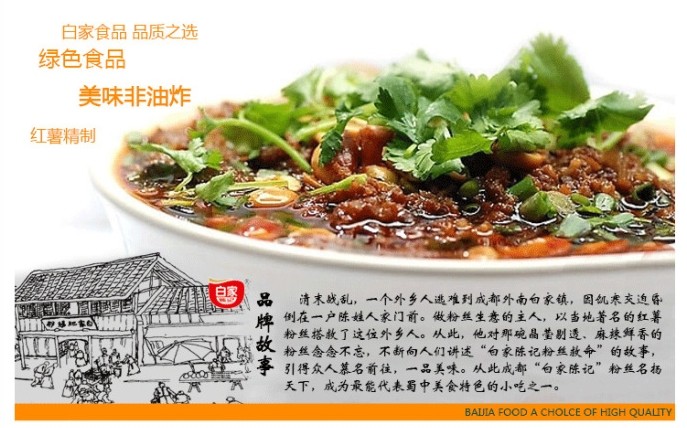 白家食品 品质之选
绿色食品
美味非油炸
红薯精制
白家
品牌故事
清末战乱，一个外乡人逃难到成都外南白家镇，因饥寒交迫昏
倒在一户陈姓人家门前。做粉丝生意的主人，以当地著名的红薯
粉丝搭救了这位外乡人。从此，他对那碗晶莹剔透、麻辣鲜香的
粉丝念念不忘，不断向人们讲述“白家陈记粉丝救命”的故事，
引得众人慕名前往，一品美味。从此成都“白家陈记”粉丝名扬
天下，成为最能代表蜀中美食特色的小吃之一。
BAIJIA FOOD A CHOLCE OF HIGH QUALITY